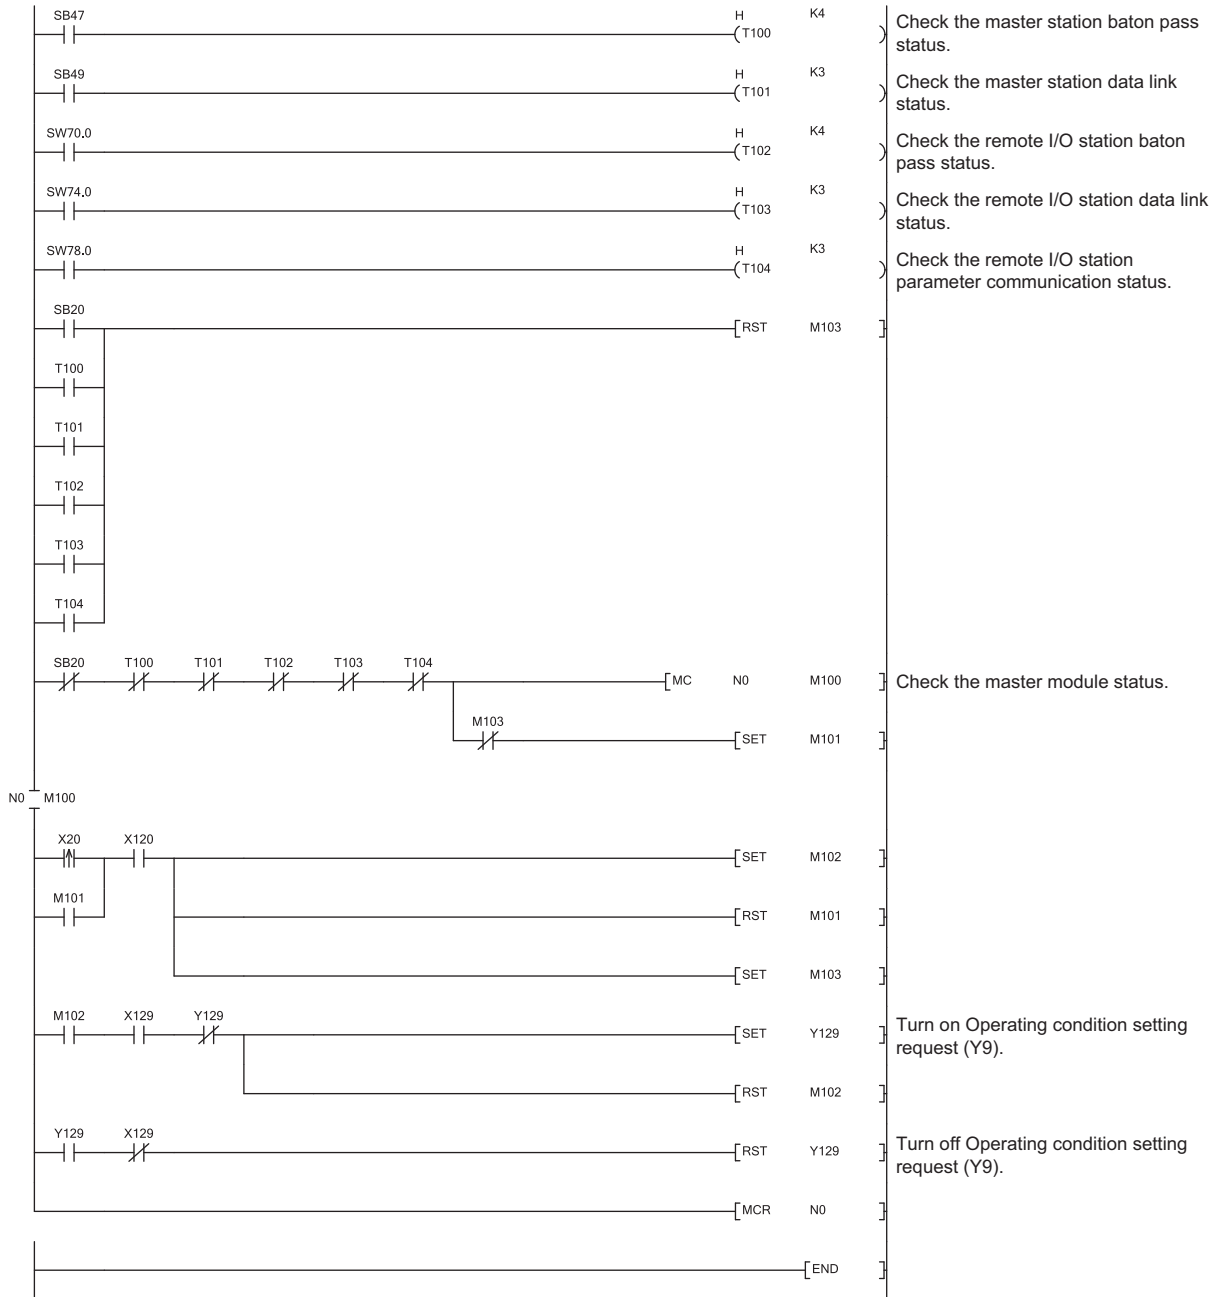 SB47 H K4
T100 Check the master station baton pass
status.
SB49 H K3
T101 Check the master station data link
status.
SW70.0 H K4
T102 Check the remote I/O station baton
pass status.
SW74.0 H K3
T103 Check the remote I/O station data link
status.
SW78.0 H K3
T104 Check the remote I/O station
parameter communication status.
SB20
RST M103
T100
T101
T102
T103
T104
SB20 T100 T101 T102 T103 T104
MC N0 M100 Check the master module status.
M103
SET M101
N0 M100
X20 X120
SET M102
M101
RST M101
SET M103
M102 X129 Y129
SET Y129 Turn on Operating condition setting
request (Y9).
RST M102
Y129 X129
RST Y129 Turn off Operating condition setting
request (Y9).
MCR N0
END